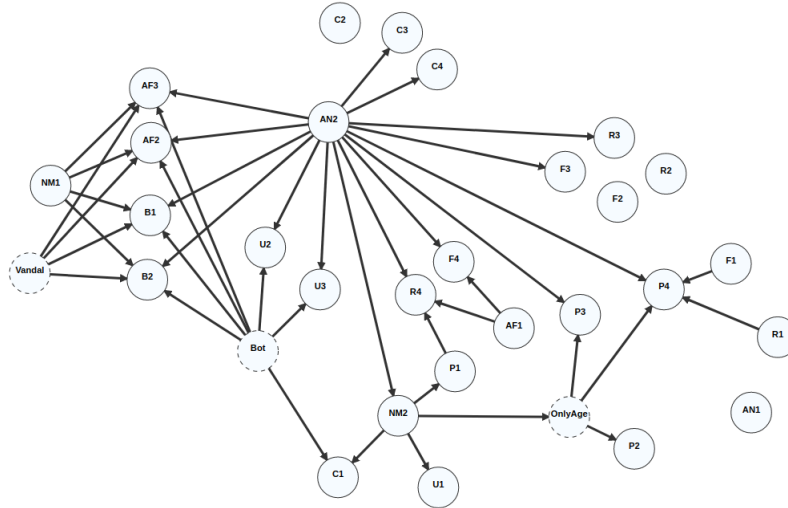 C2
C3
C4
AF3
AN2
AF2
R3
F3
R2
NM1
F2
B1
U2
F4
F1
Vandal
B2
U3
R4
P4
P3
AF1
R1
Bot
P1
NM2
OnlyAge
AN1
P2
C1
U1